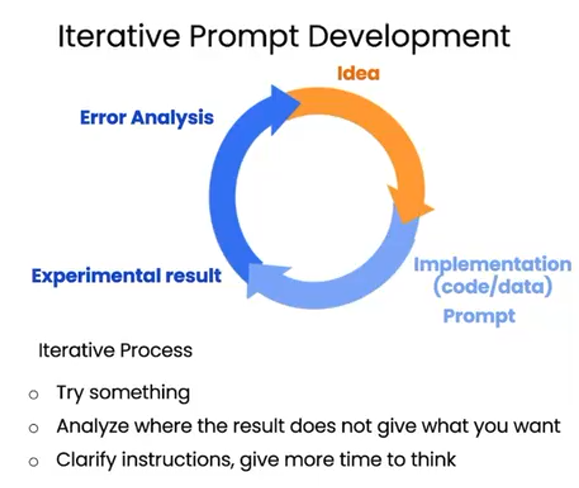 Iterative Prompt Development
Idea
Error Analysis
Experimental result
Implementation
(code/data)
Prompt
Iterative Process
Try something
Analyze where the result does not give what you want
Clarify instructions, give more time to think